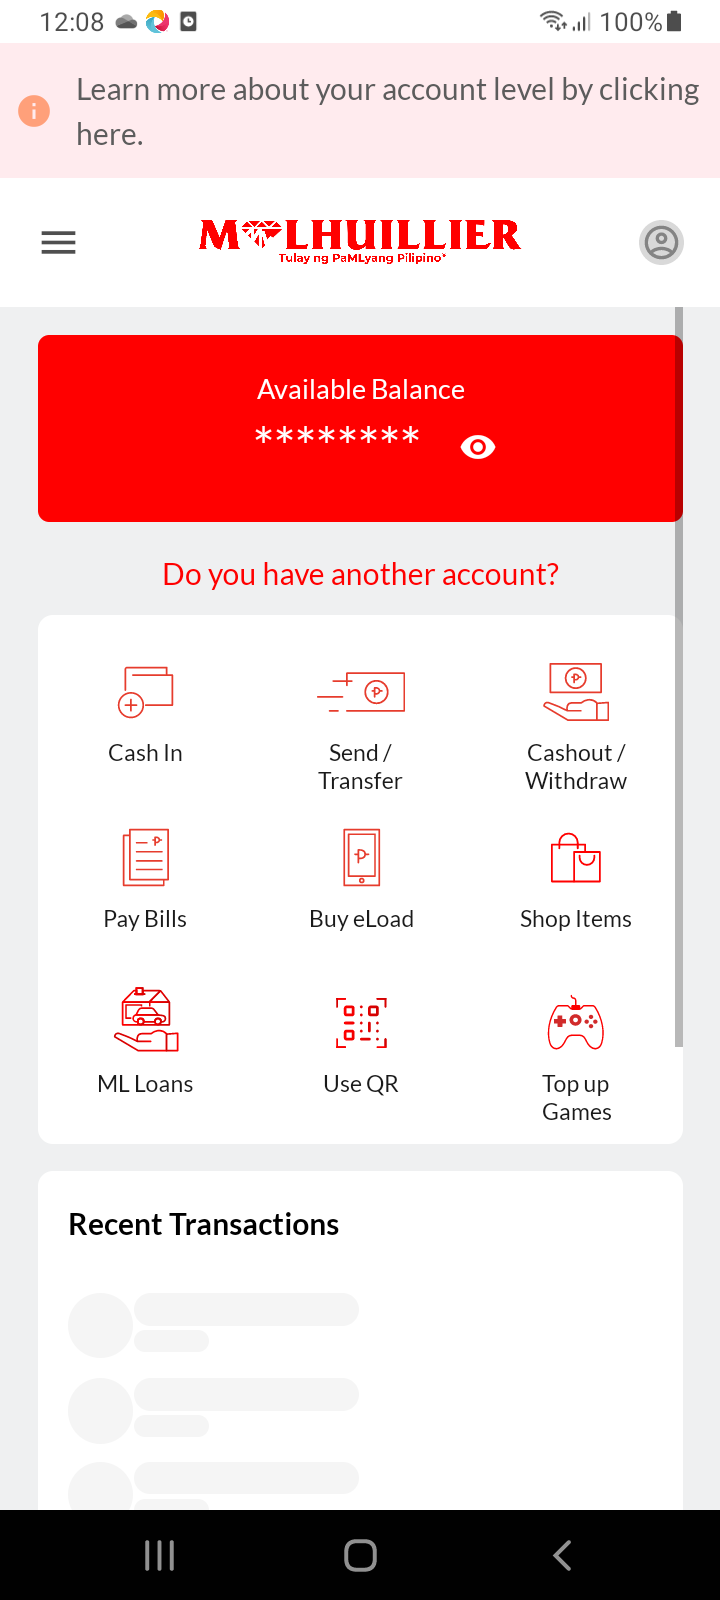 12:08
100%
Learn more about your account level by clicking
here.
M LHUILLIER
Tulay ng PaMLyang Pilipino
Available Balance
********
Do you have another account?
Cash In
Send /
Transfer
Cashout /
Withdraw
Pay Bills
Buy eLoad
Shop Items
ML Loans
Use QR
Top up
Games
Recent Transactions